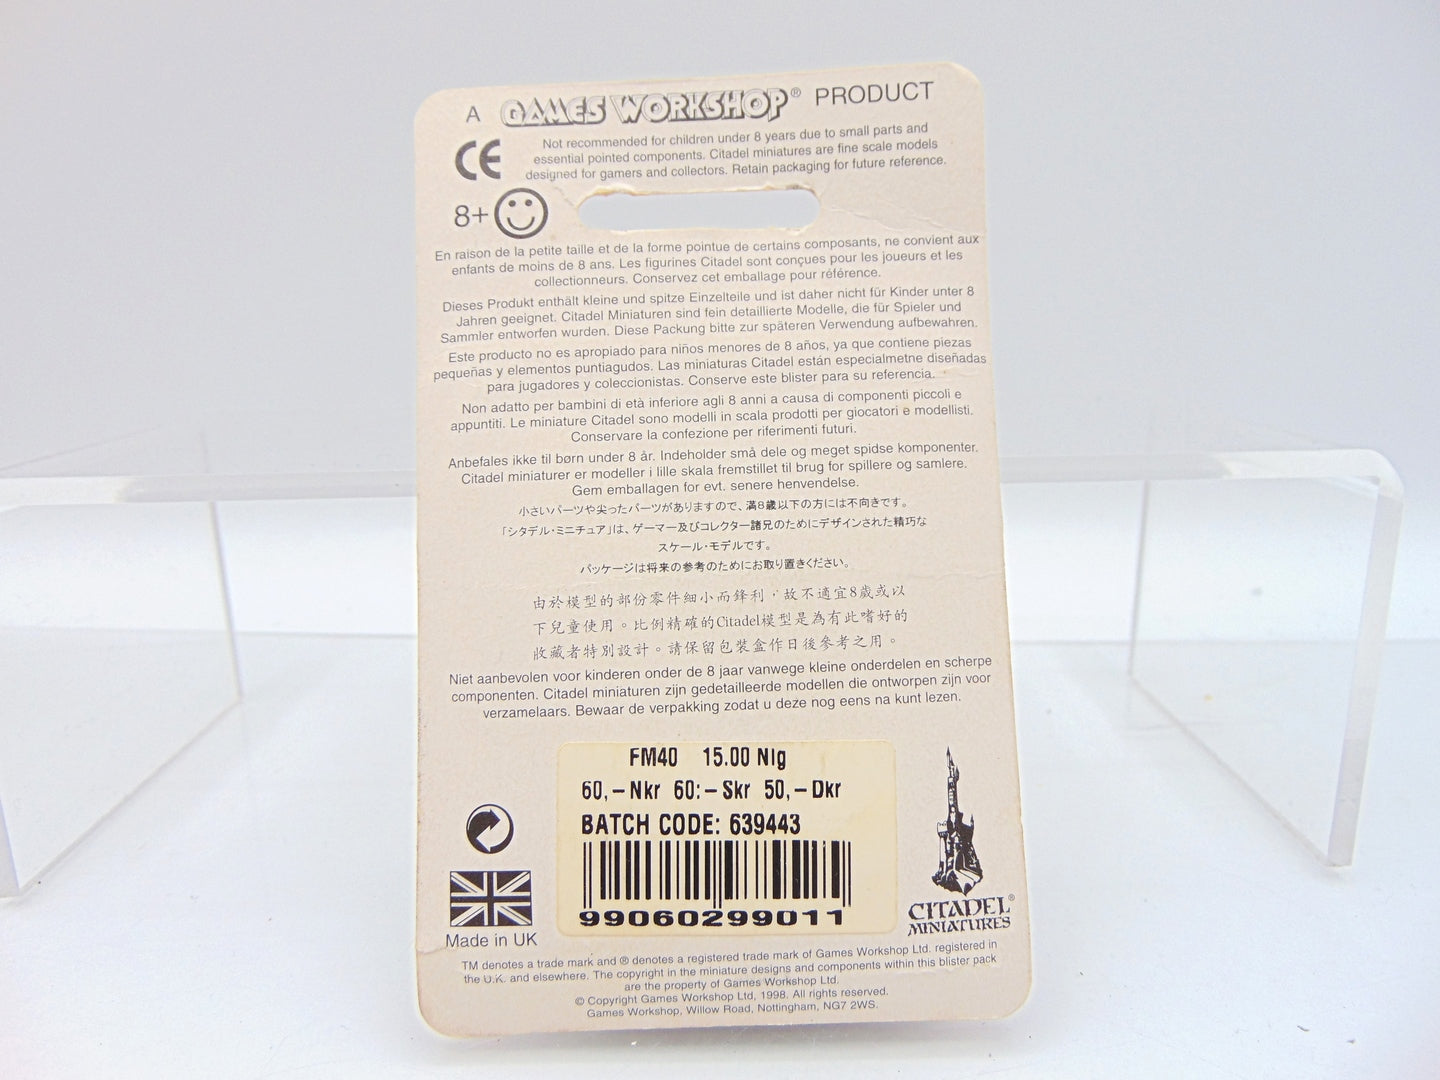 A GAMES WORKSHOP® PRODUCT
CE
Not recommended for children under 8 years due to small parts and
essential pointed components. Citadel miniatures are fine scale models
designed for gamers and collectors. Retain packaging for future reference.
8+
En raison de la petite taille et de la forme pointue de certains composants, ne convient aux
enfants de moins de 8 ans. Les figurines Citadel sont conçues pour les joueurs et les
collectionneurs. Conservez cet emballage pour référence.
Dieses Produkt enthält kleine und spitze Einzelteile und ist daher nicht für Kinder unter 8
Jahren geeignet. Citadel Miniaturen sind fein detaillierte Modelle, die für Spieler und
Sammler entworfen wurden. Diese Packung bitte zur späteren Verwendung aufbewahren.
Este producto no es apropiado para niños menores de 8 años, ya que contiene piezas
pequeñas y elementos puntiagudos. Las miniaturas Citadel están especialmetne diseñadas
para jugadores y coleccionistas. Conserve este blister para su referencia.
Non adatto per bambini di età inferiore agli 8 anni a causa di componenti piccoli e
appuntiti. Le miniature Citadel sono modelli in scala prodotti per giocatori e modellisti.
Conservare la confezione per riferimenti futuri.
Anbefales ikke til børn under 8 år. Indeholder små dele og meget spidse komponenter.
Citadel miniaturer er modeller i lille skala fremstillet til brug for spillere og samlere.
Gem emballagen for evt. senere henvendelse.
小さいパーツや尖ったパーツがありますので、満8歳以下の方には不向きです。
「シタデル・ミニチュア」は、ゲーマー及びコレクター諸兄のためにデザインされた精巧な
スケール・モデルです。
パッケージは将来の参考のためにお取り置きください。
由於模型的部份零件細小而鋒利，故不適宜8歲或以
下兒童使用。比例精確的Citadel模型是為有此嗜好的
收藏者特別設計。請保留包裝盒作日後參考之用。
Niet aanbevolen voor kinderen onder de 8 jaar vanwege kleine onderdelen en scherpe
componenten. Citadel miniaturen zijn gedetailleerde modellen die ontworpen zijn voor
verzamelaars. Bewaar de verpakking zodat u deze nog eens na kunt lezen.
FM40 15.00 Nlg
60,-Nkr 60:-Skr 50,-Dkr
BATCH CODE: 639443
99060299011
Made in UK
CITADEL®
MINIATURES
TM denotes a trade mark and ® denotes a registered trade mark of Games Workshop Ltd. registered in
the U.K. and elsewhere. The copyright in the miniature designs and components within this blister pack
are the property of Games Workshop Ltd.
© Copyright Games Workshop Ltd, 1998. All rights reserved.
Games Workshop, Willow Road, Nottingham, NG7 2WS.